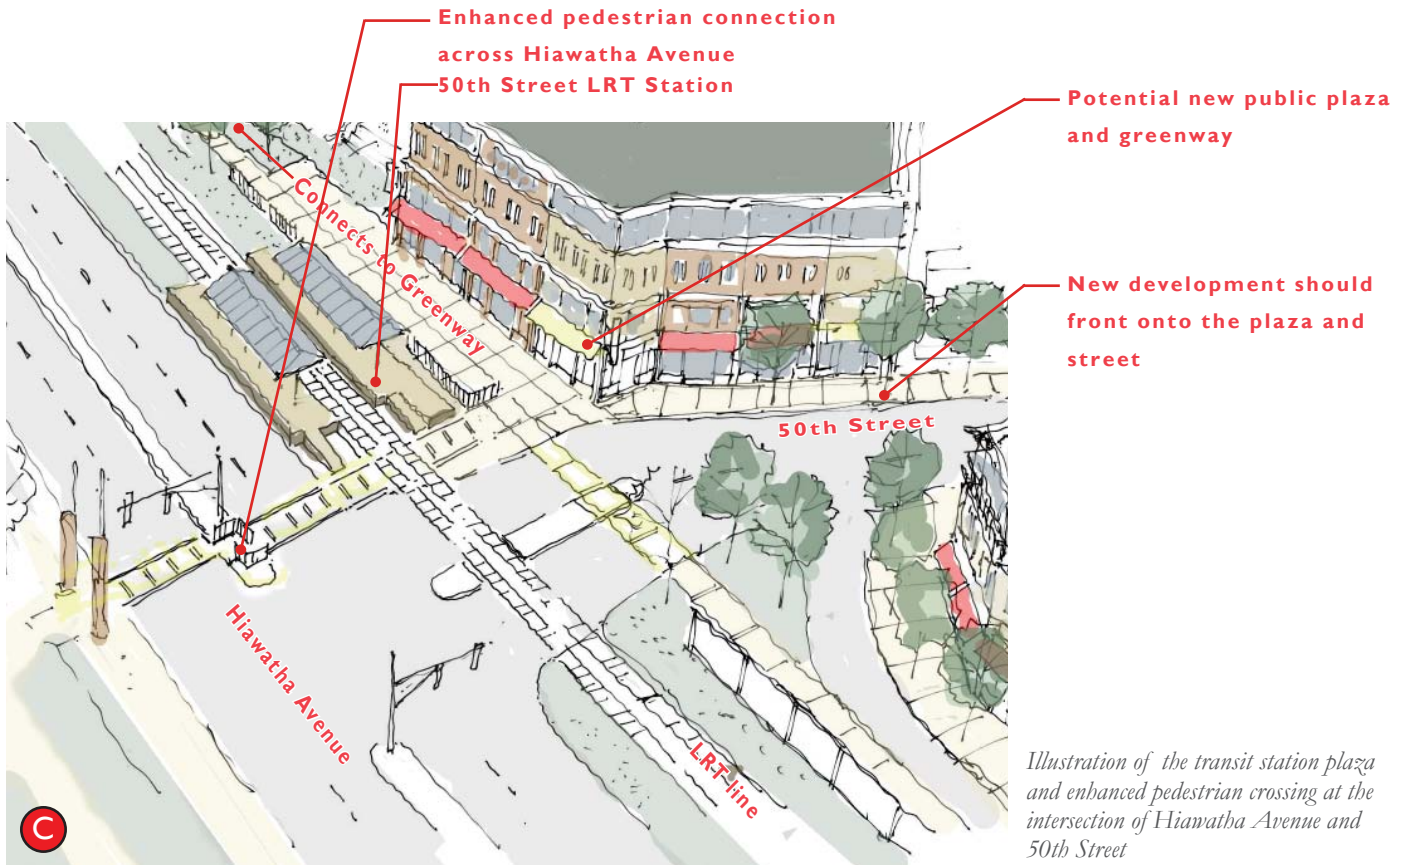 Enhanced pedestrian connection
across Hiawatha Avenue
50th Street LRT Station
Potential new public plaza
and greenway
Connects to Greenway
New development should
front onto the plaza and
street
50th Street
Hiawatha Avenue
LRT line
Illustration of the transit station plaza
and enhanced pedestrian crossing at the
intersection of Hiawatha Avenue and
50th Street
C